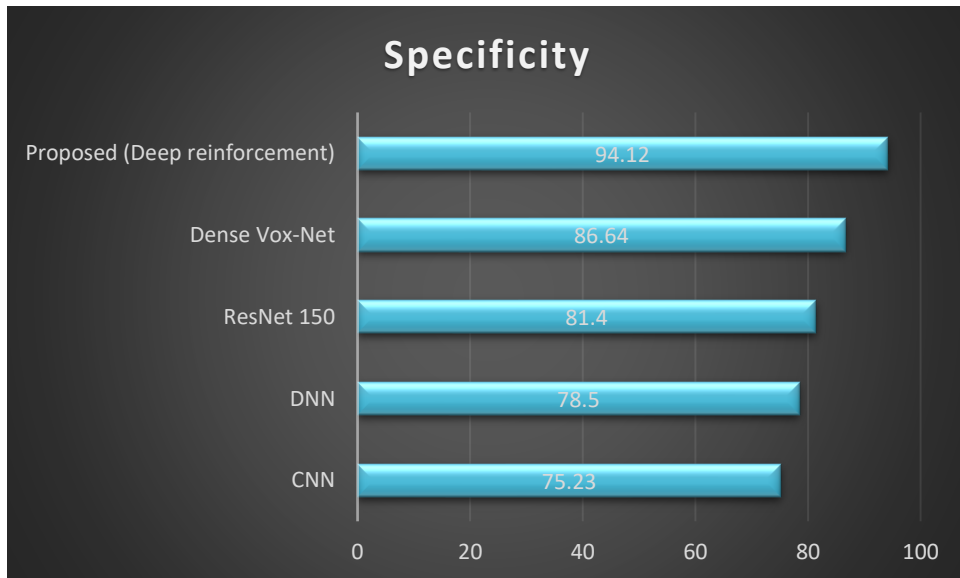 Specificity
Proposed (Deep reinforcement)
94.12
Dense Vox-Net
86.64
ResNet 150
81.4
DNN
78.5
CNN
75.23
0 20 40 60 80 100